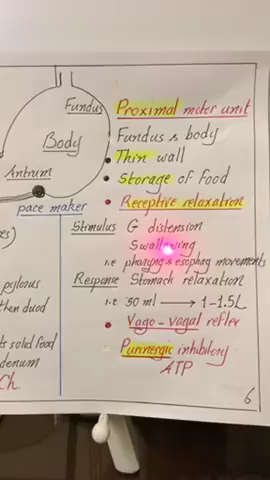 Fundus
Body
Antrum
pace maker
es)
pylorus
then duod
ts solid food
denum
Ch
Proximal motor unit
Fundus & body
Thin wall
Storage of food
Receptive relaxation
Stimulus G distension
Swallowing
i.e pharyng & esophag movements
Response Stomach relaxation
i.e 50 ml → 1-1.5L
Vago-vagal reflex
Purinergic inhibitory
ATP
6